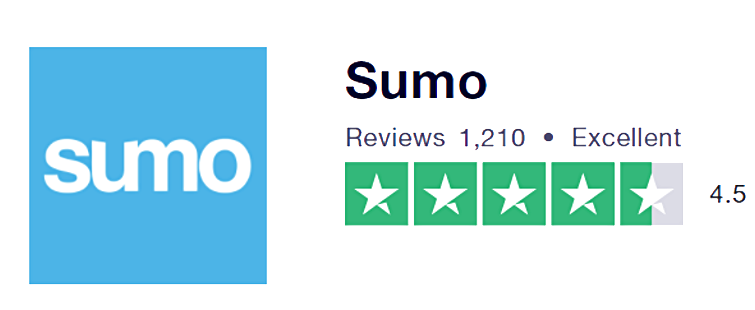 sumo
Sumo
Reviews 1,210 • Excellent
4.5